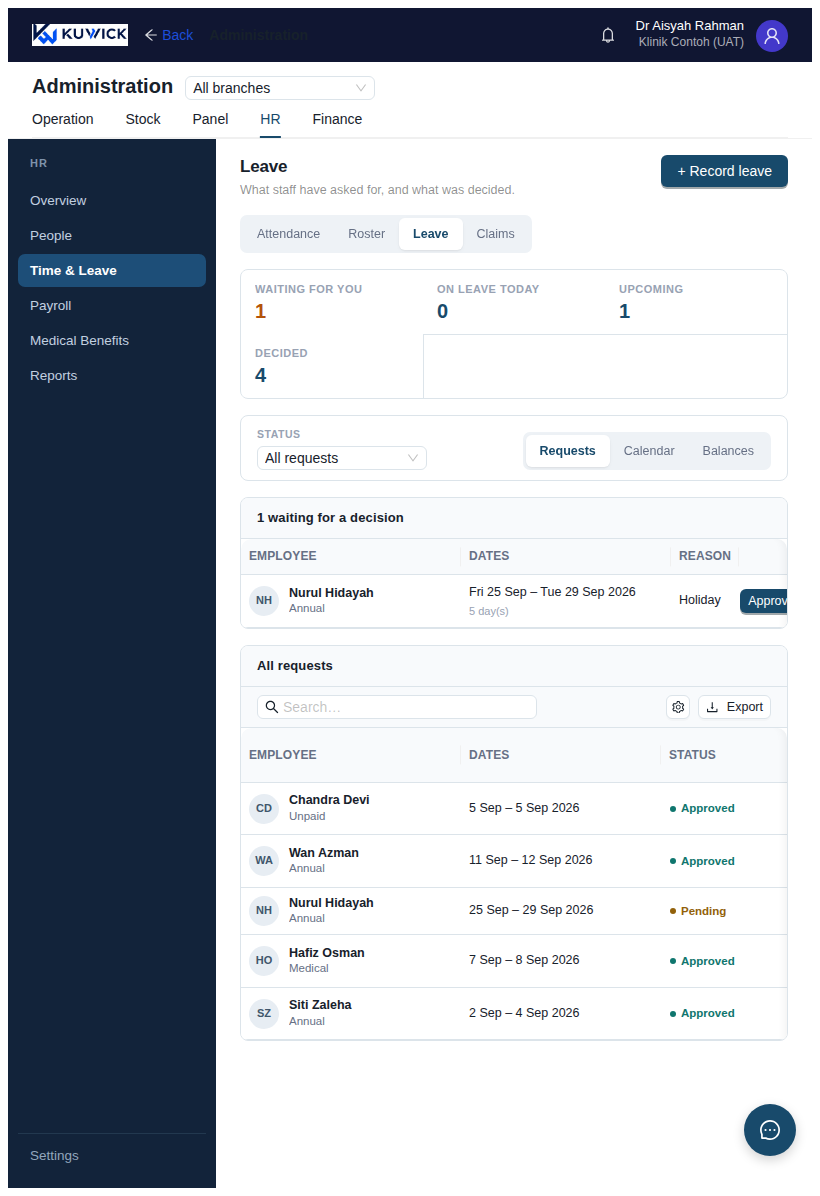 KUWICK
Back
Administration
Dr Aisyah Rahman
Klinik Contoh (UAT)
Administration
All branches
Operation
Stock
Panel
HR
Finance
HR
Overview
People
Time & Leave
Payroll
Medical Benefits
Reports
Settings
Leave
What staff have asked for, and what was decided.
+ Record leave
Attendance
Roster
Leave
Claims
WAITING FOR YOU
1
ON LEAVE TODAY
0
UPCOMING
1
DECIDED
4
STATUS
All requests
Requests
Calendar
Balances
1 waiting for a decision
EMPLOYEE DATES REASON
NH Nurul Hidayah Fri 25 Sep – Tue 29 Sep 2026 Holiday Approv
Annual 5 day(s)
All requests
Search…
Export
EMPLOYEE DATES STATUS
CD Chandra Devi 5 Sep – 5 Sep 2026 Approved
Unpaid
WA Wan Azman 11 Sep – 12 Sep 2026 Approved
Annual
NH Nurul Hidayah 25 Sep – 29 Sep 2026 Pending
Annual
HO Hafiz Osman 7 Sep – 8 Sep 2026 Approved
Medical
SZ Siti Zaleha 2 Sep – 4 Sep 2026 Approved
Annual